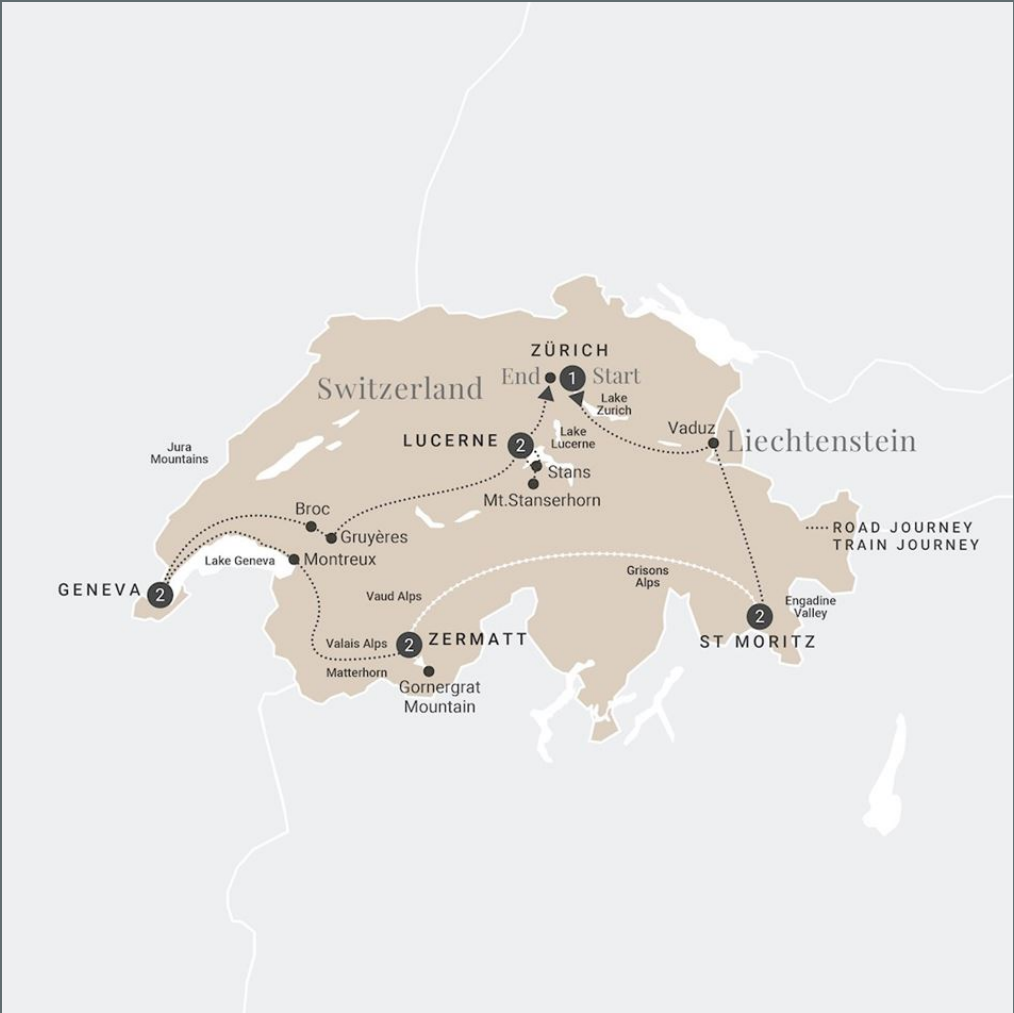 ZÜRICH
End
1
Start
Switzerland
Lake
Zurich
Vaduz
Liechtenstein
LUCERNE
2
Lake
Lucerne
Stans
Mt.Stanserhorn
Jura
Mountains
Broc
Gruyères
Montreux
Lake Geneva
GENEVA
2
ROAD JOURNEY
TRAIN JOURNEY
Grisons
Alps
Engadine
Valley
Vaud Alps
2
ST MORITZ
Valais Alps
2
ZERMATT
Matterhorn
Gornergrat
Mountain